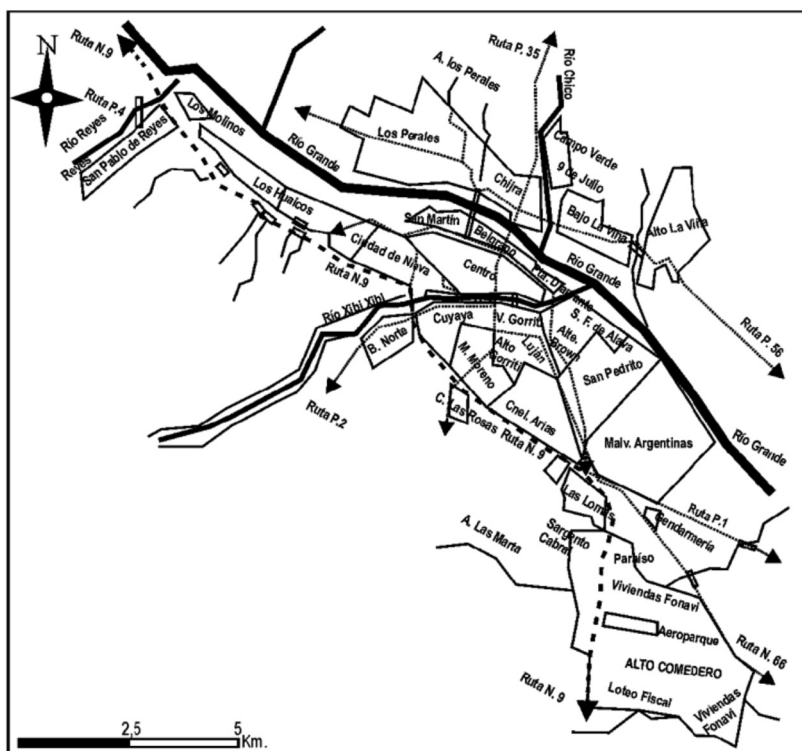 Ruta N.9
N
Ruta P. 35
A. los Perales
Río Chico
Ruta P.4
Río Reyes
Reyes
San Pablo de Reyes
Los Molinos
Los Perales
Campo Verde
9 de Julio
Río Grande
Chijra
Los Huaicos
Bajo La Viña
Alto La Viña
San Martín
Belgrano
Ciudad de Nieva
Centro
Río Grande
Ruta N.9
Río Xibi Xibi
S. F. de Alava
Cuyaya
V. Gorriti
Alte. Brown
B. Norte
Luján
Alto Gorriti
M. Moreno
San Pedrito
Ruta P. 56
Ruta P.2
C. Las Rosas
Ruta N. 9
Cnel. Arias
Malv. Argentinas
Río Grande
Las Lomas
Ruta P.1
Gendarmería
Sargento Cabral
A. Las Marta
Paraíso
Viviendas Fonavi
Aeroparque
Ruta N. 66
ALTO COMEDERO
Ruta N. 9
Loteo Fiscal
Viviendas Fonavi
2,5
5
Km.